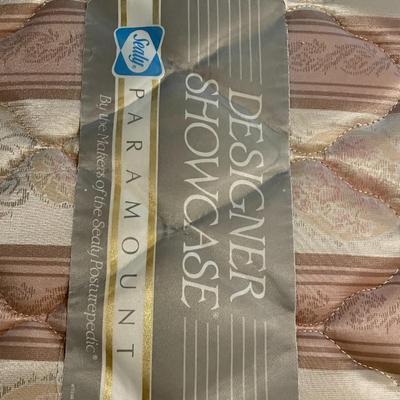 DESIGNER
SHOWCASE®
Sealy®
PARAMOUNT
By the Makers of the Sealy Posturepedic®